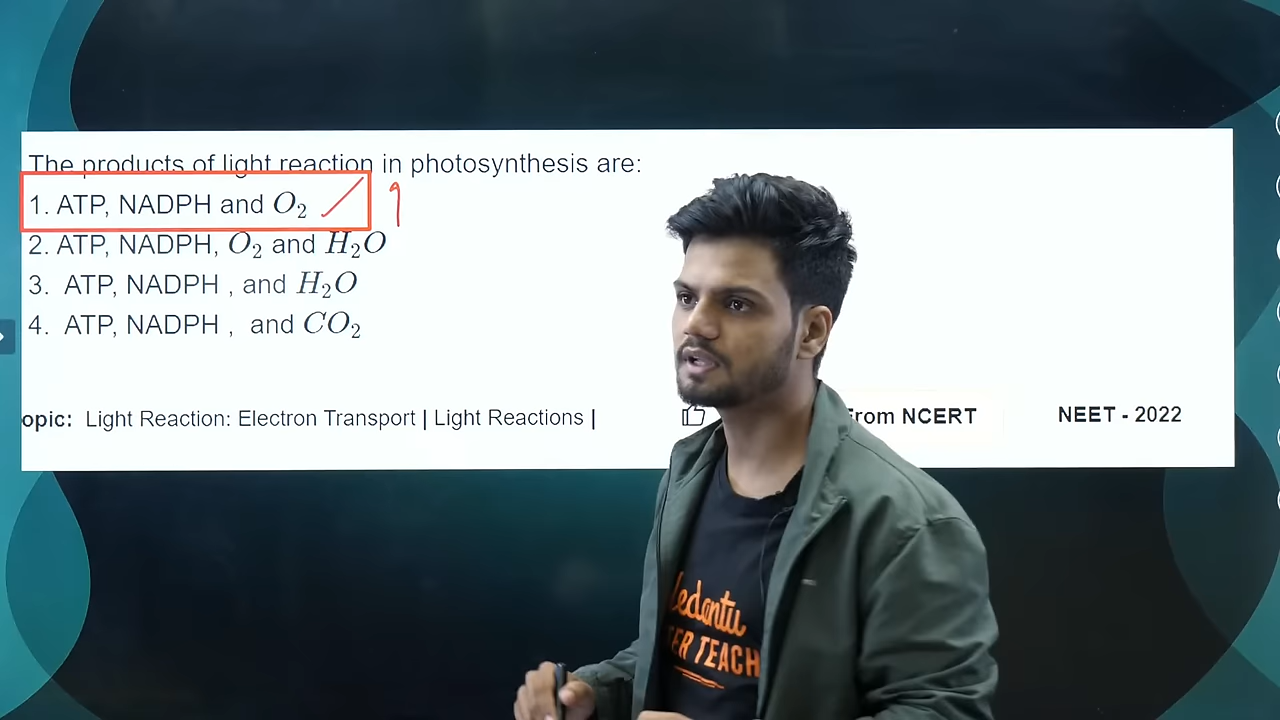 The products of light reaction in photosynthesis are:
1. ATP, NADPH and O₂
2. ATP, NADPH, O₂ and H₂O
3. ATP, NADPH , and H₂O
4. ATP, NADPH , and CO₂
opic: Light Reaction: Electron Transport | Light Reactions |
From NCERT
NEET - 2022
edantu
TER TEACH